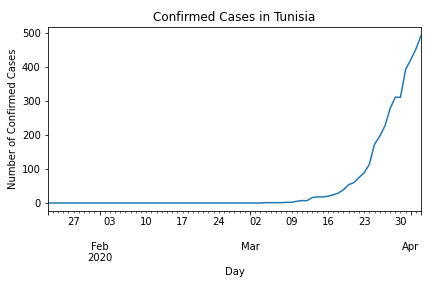 Confirmed Cases in Tunisia
Number of Confirmed Cases
500
400
300
200
100
0
27 03 10 17 24 02 09 16 23 30
Feb Mar Apr
2020
Day